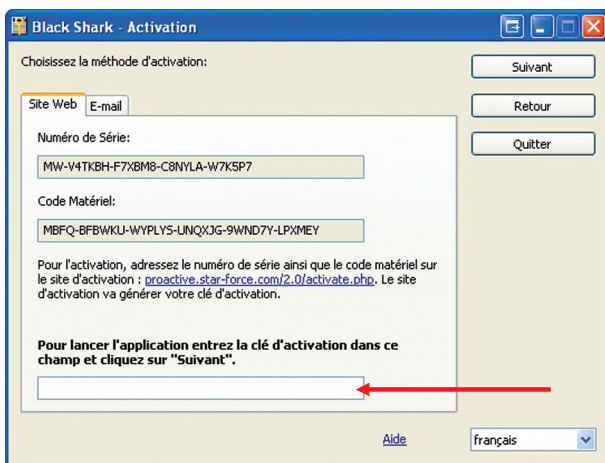 Black Shark - Activation
Choisissez la méthode d'activation:
Suivant
Site Web
E-mail
Retour
Numéro de Série:
Quitter
MW-V4TKBH-F7XBM8-C8NYLA-W7K5P7
Code Matériel:
MBFQ-BFBWKU-WYPLYS-UNQXJG-9WND7Y-LPXMEY
Pour l'activation, adressez le numéro de série ainsi que le code matériel sur
le site d'activation : proactive.star-force.com/2.0/activate.php. Le site
d'activation va générer votre clé d'activation.
Pour lancer l'application entrez la clé d'activation dans ce
champ et cliquez sur "Suivant".
Aide
français